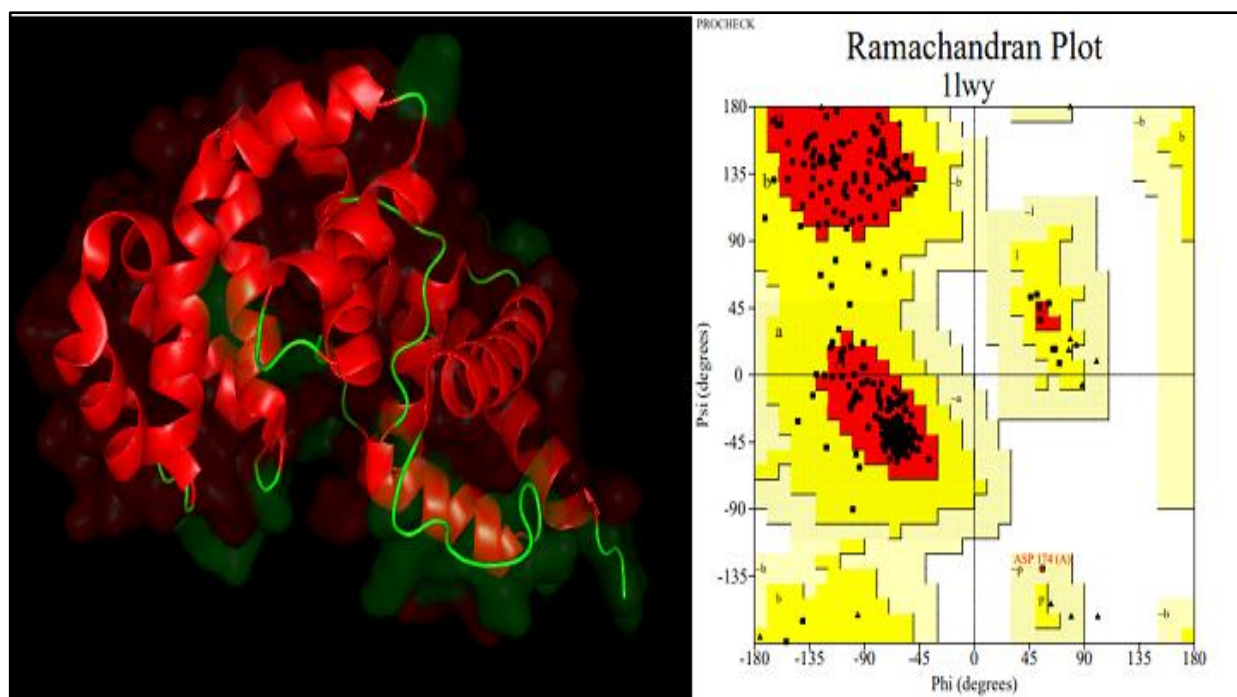 PROCHECK
Ramachandran Plot
1lwy
180
135
90
45
0
-45
-90
-135
Psi (degrees)
B
b
~b
~b
b
~l
l
a
~a
ASP 174 (A)
~p
p
~b
b
~b
-180
-135
-90
-45
0
45
90
135
180
Phi (degrees)